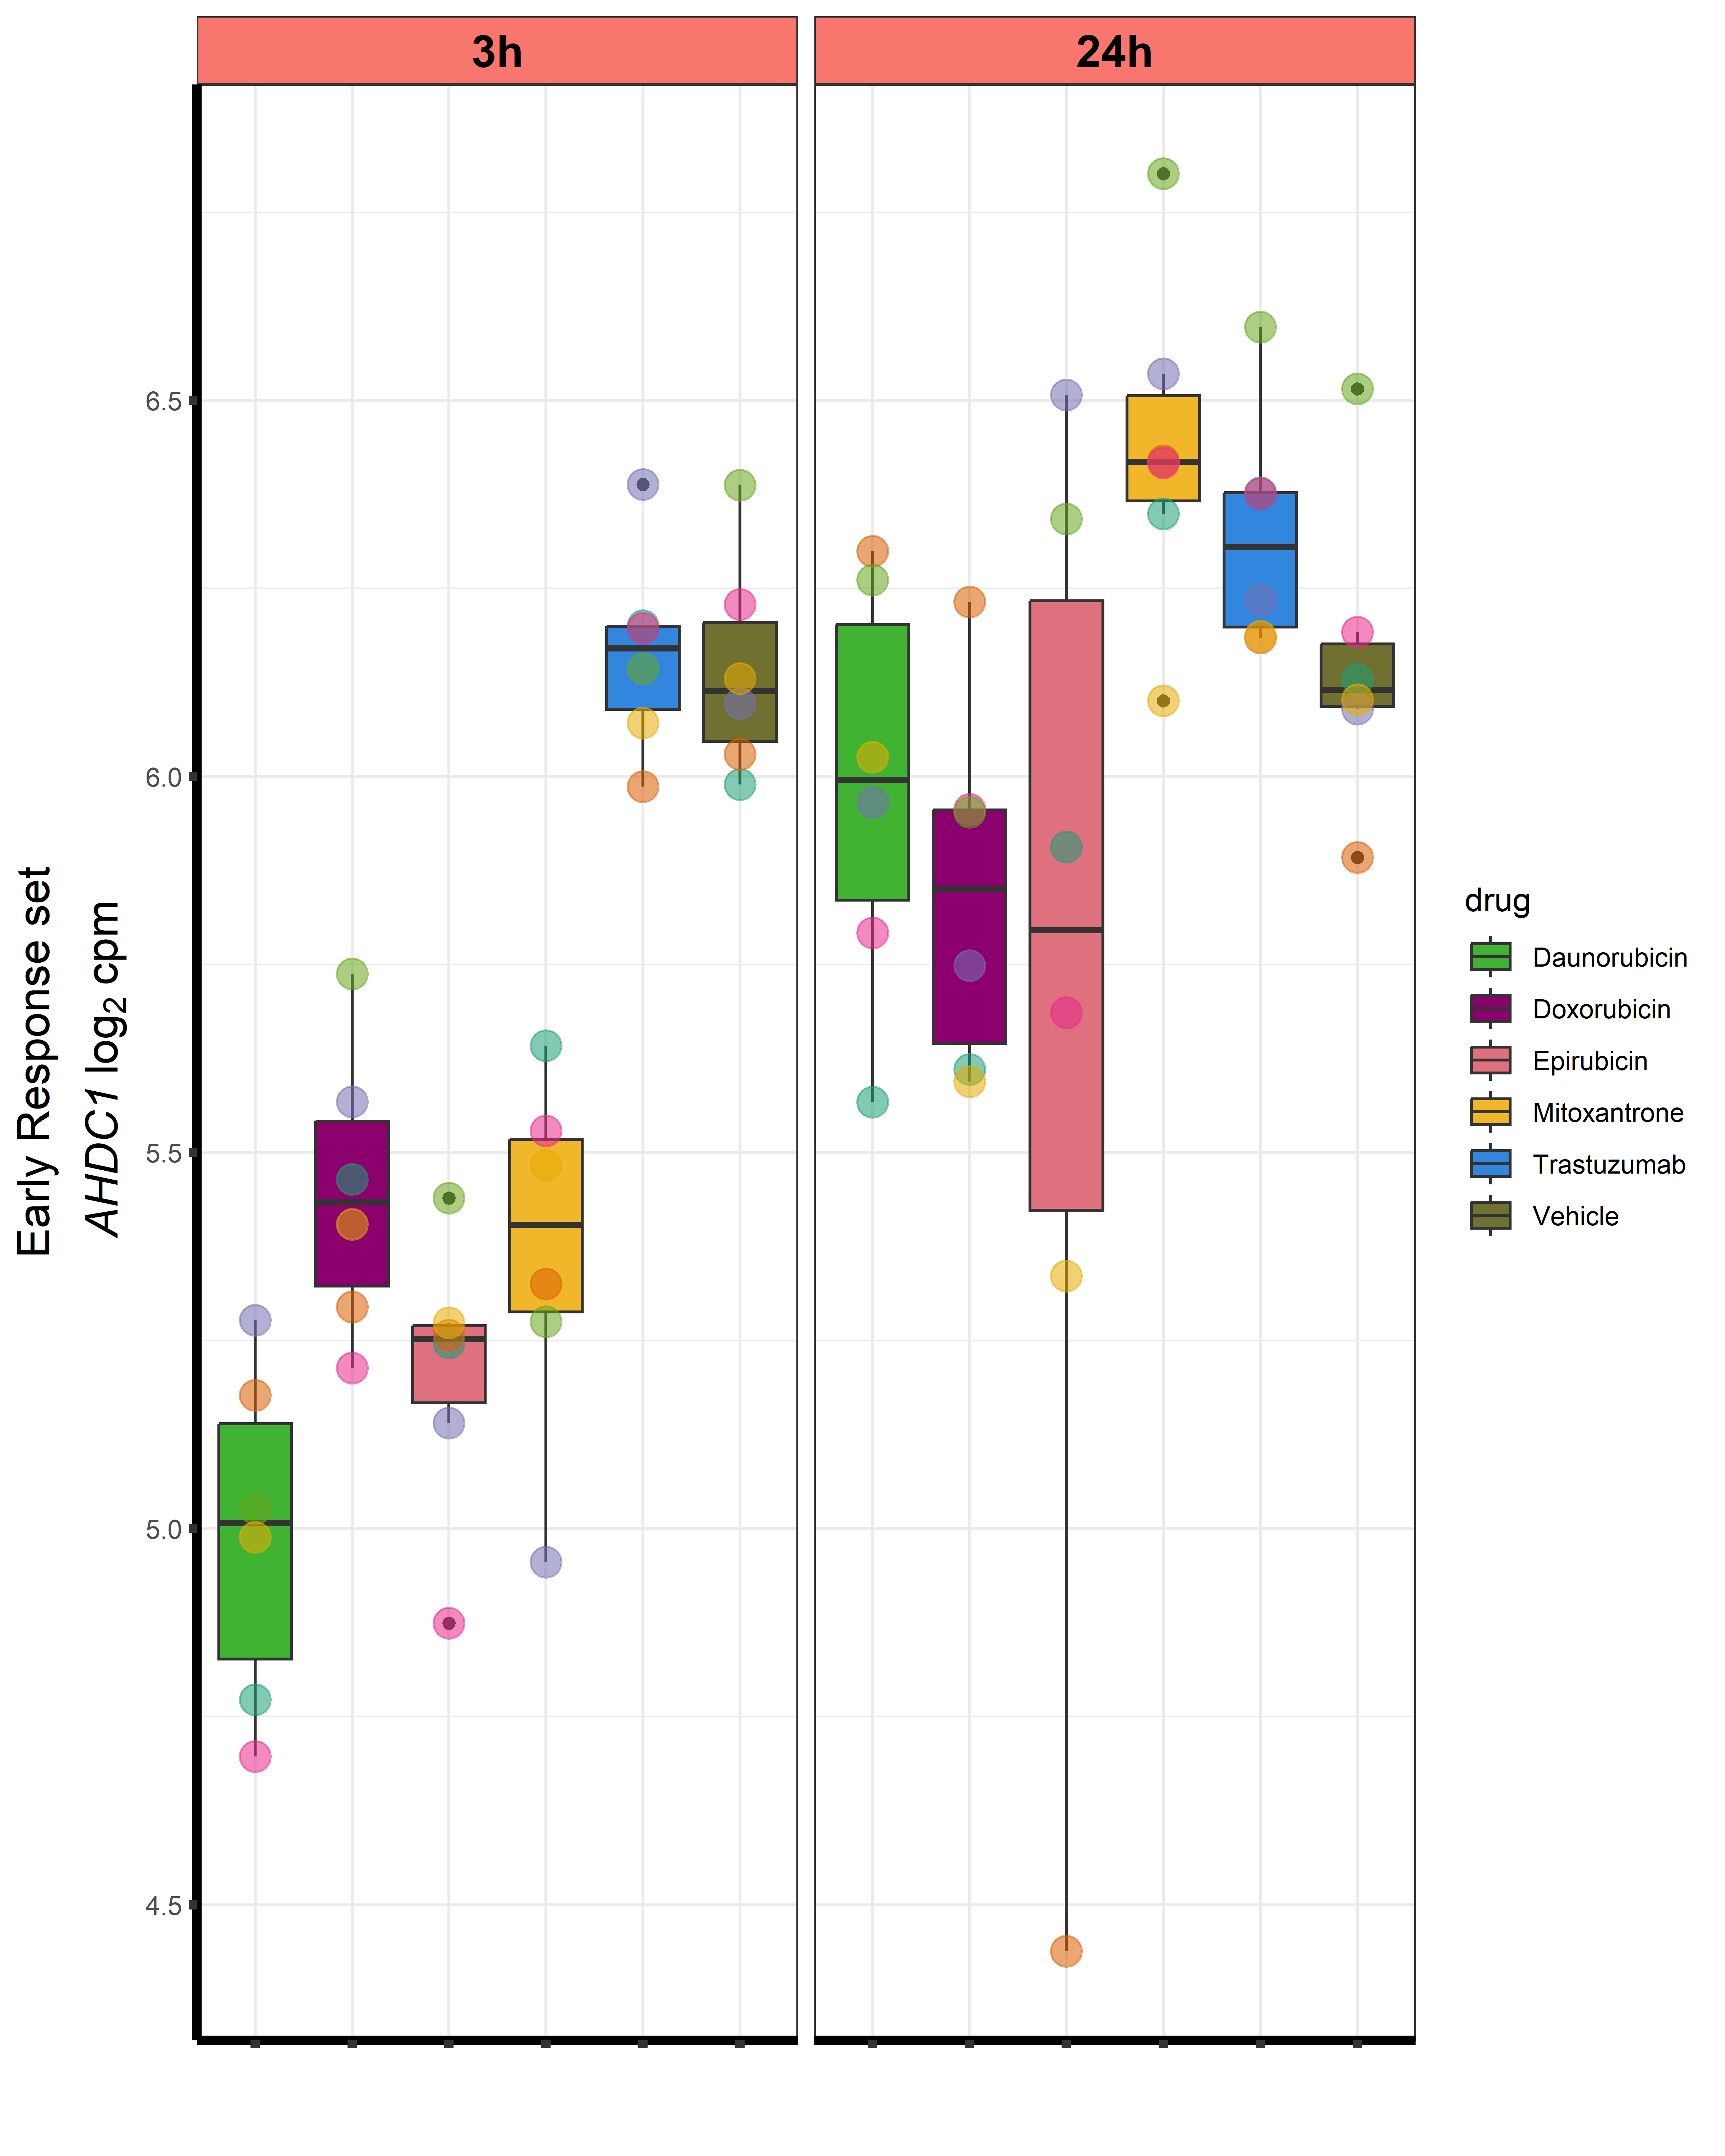 3h
24h
Early Response set
AHDC1 log2 cpm
6.5
6.0
5.5
5.0
4.5
drug
Daunorubicin
Doxorubicin
Epirubicin
Mitoxantrone
Trastuzumab
Vehicle